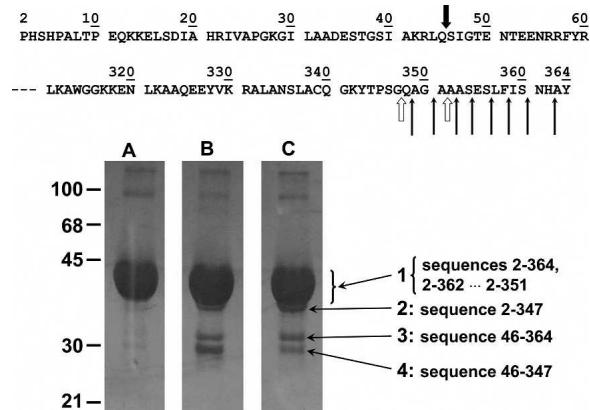 2 10 20 30 40 50 60
PHSHPALTP EQKKELSDIA HRIVAPGKGI LAADESTGSI AKRLQSIGTE NTEENRRFYR
320 330 340 350 360 364
--- LKAWGGKKEN LKAAQEEYVK RALANSLACQ GKYTPSGQAG AAASESLFIS NHAY
A B C
100
68
45
30
21
1 sequences 2-364,
2-362 ... 2-351
2: sequence 2-347
3: sequence 46-364
4: sequence 46-347